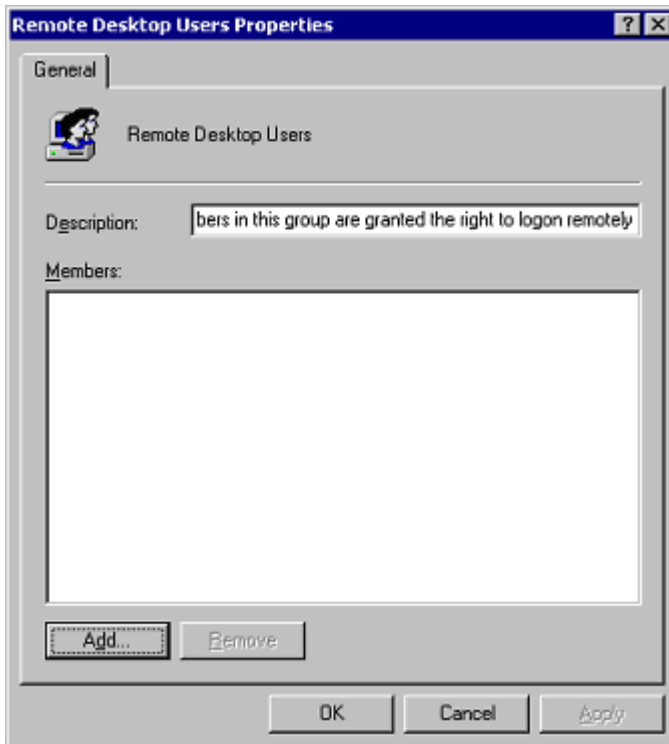 Remote Desktop Users Properties
General
Remote Desktop Users
Description: bers in this group are granted the right to logon remotely
Members:
Add... Remove
OK Cancel Apply